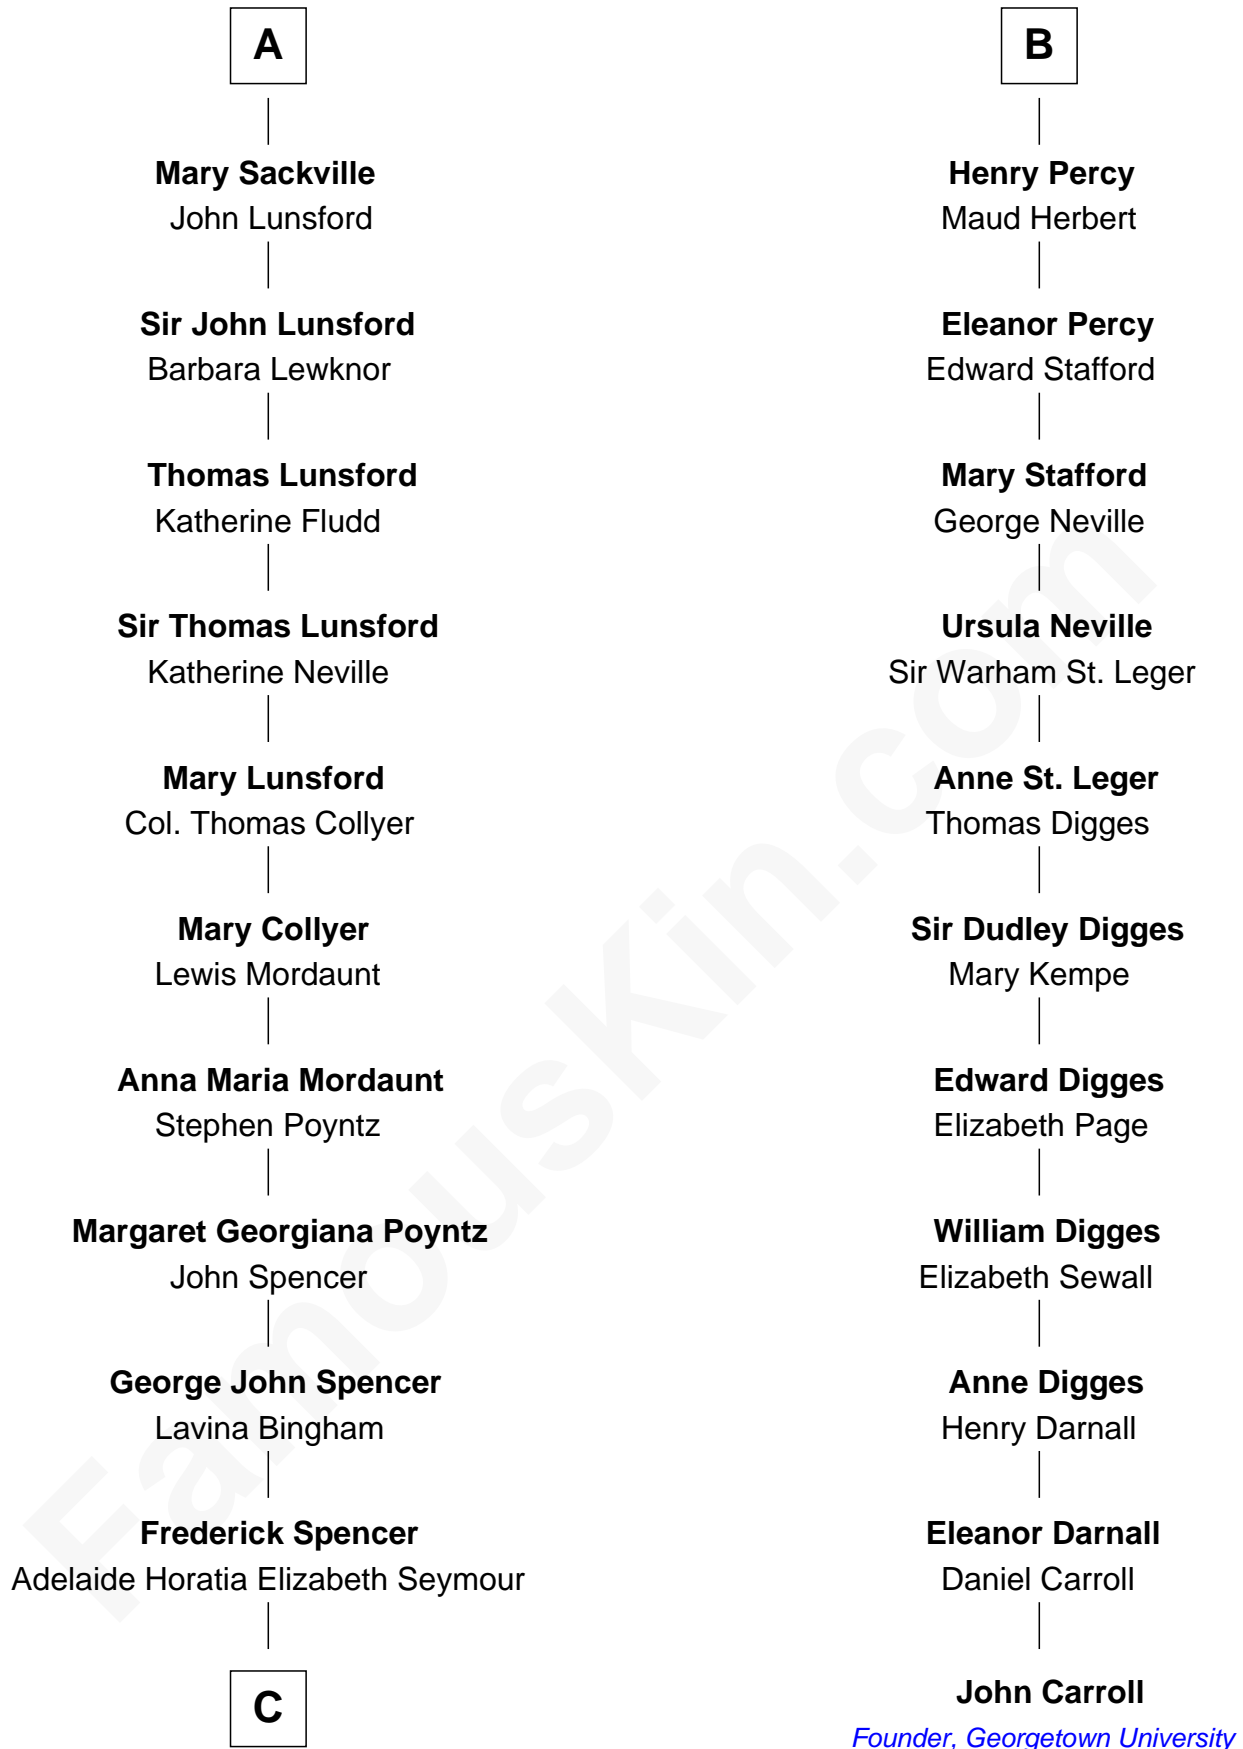 A
Mary Sackville
John Lunsford
Sir John Lunsford
Barbara Lewknor
Thomas Lunsford
Katherine Fludd
Sir Thomas Lunsford
Katherine Neville
Mary Lunsford
Col. Thomas Collyer
Mary Collyer
Lewis Mordaunt
Anna Maria Mordaunt
Stephen Poyntz
Margaret Georgiana Poyntz
John Spencer
George John Spencer
Lavina Bingham
Frederick Spencer
Adelaide Horatia Elizabeth Seymour
C
B
Henry Percy
Maud Herbert
Eleanor Percy
Edward Stafford
Mary Stafford
George Neville
Ursula Neville
Sir Warham St. Leger
Anne St. Leger
Thomas Digges
Sir Dudley Digges
Mary Kempe
Edward Digges
Elizabeth Page
William Digges
Elizabeth Sewall
Anne Digges
Henry Darnall
Eleanor Darnall
Daniel Carroll
John Carroll
Founder, Georgetown University
FamousKin.com